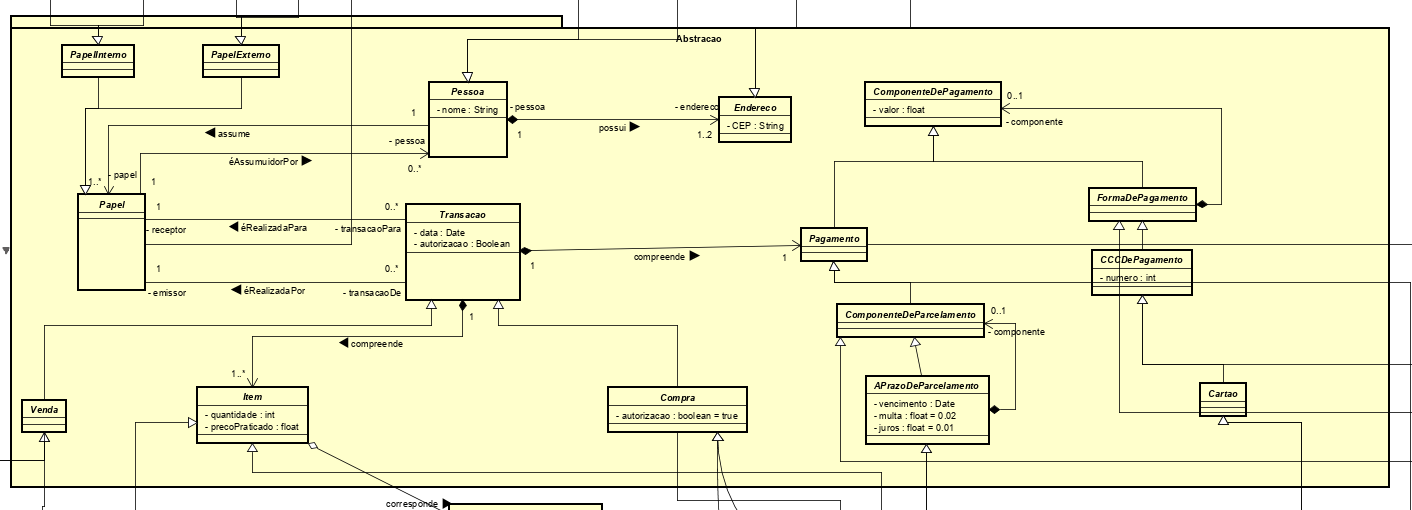 Abstracao
PapelInterno
PapelExterno
Pessoa
- nome : String
- pessoa
- endereco
Endereco
- CEP : String
1
possui
1..2
ComponenteDePagamento
- valor : float
0..1
- componente
1
assume
- pessoa
éAssumuidorPor
0..*
1..*
- papel
1
Papel
1
0..*
- receptor
éRealizadaPara
- transacaoPara
1
0..*
- emissor
éRealizadaPor
- transacaoDe
Transacao
- data : Date
- autorizacao : Boolean
1
compreende
1
Pagamento
FormaDePagamento
CCCDePagamento
- numero : int
ComponenteDeParcelamento
0..1
- componente
1
compreende
1..*
Venda
Item
- quantidade : int
- precoPraticado : float
Compra
- autorizacao : boolean = true
APrazoDeParcelamento
- vencimento : Date
- multa : float = 0.02
- juros : float = 0.01
Cartao
corresponde